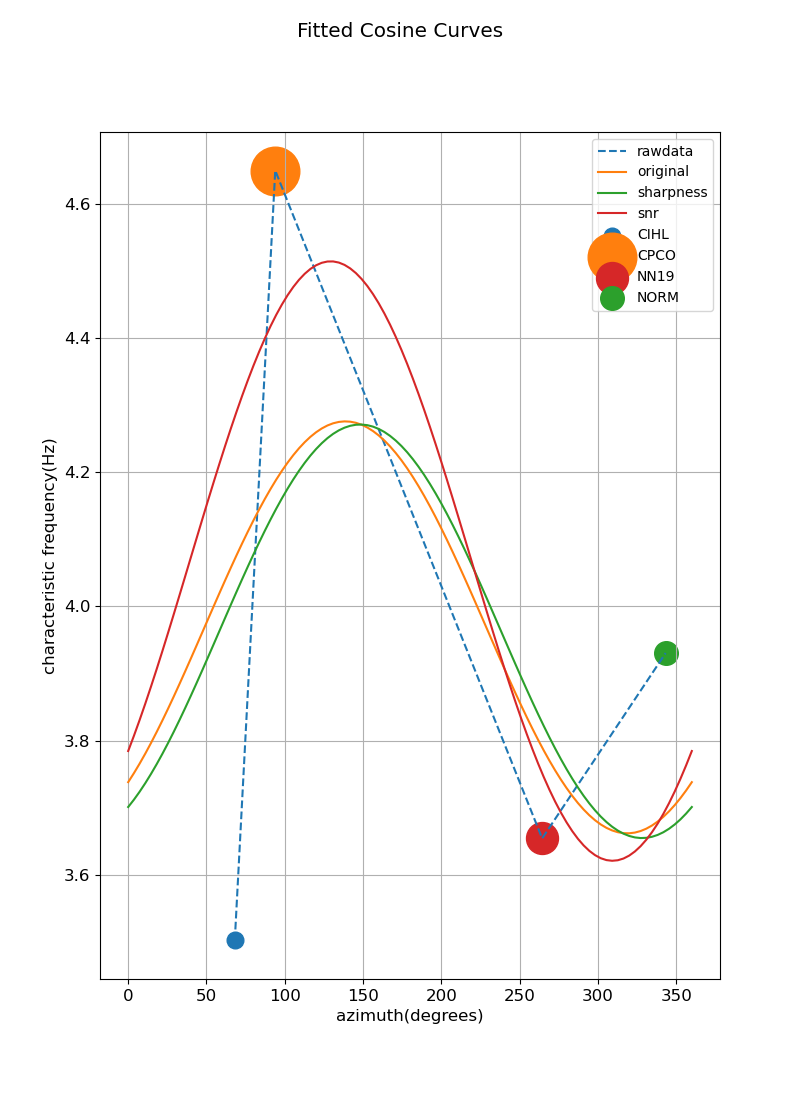 Fitted Cosine Curves
rawdata
original
sharpness
snr
CIHL
CPCO
NN19
NORM
4.6
4.4
4.2
4.0
3.8
3.6
characteristic frequency(Hz)
0 50 100 150 200 250 300 350
azimuth(degrees)